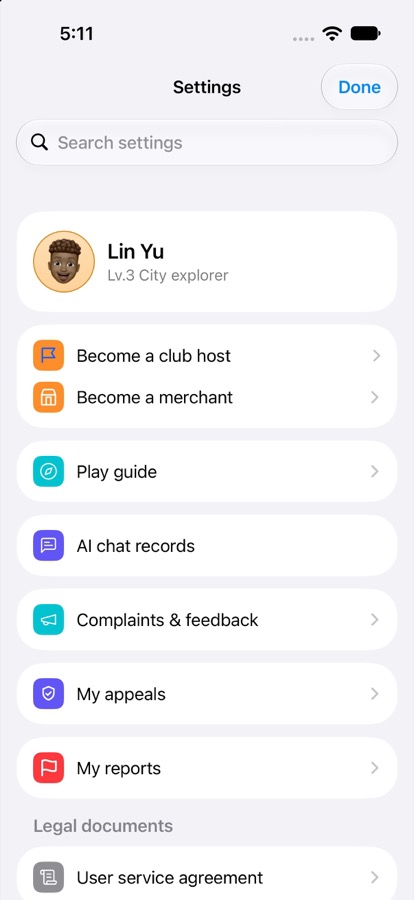 5:11
Settings
Done
Search settings
Lin Yu
Lv.3 City explorer
Become a club host
Become a merchant
Play guide
AI chat records
Complaints & feedback
My appeals
My reports
Legal documents
User service agreement